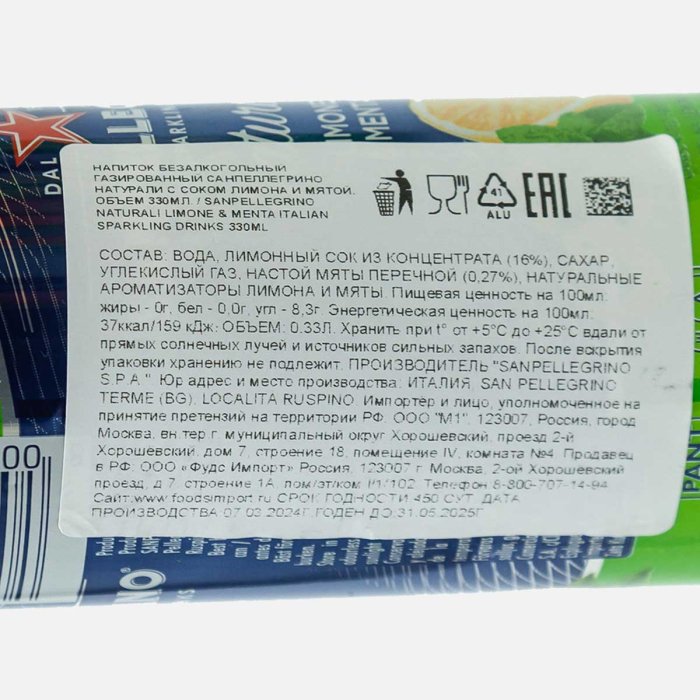 DAL
LLE
SPARKLIN
LIMONE
MENT
НАПИТОК БЕЗАЛКОГОЛЬНЫЙ
ГАЗИРОВАННЫЙ САНПЕЛЛЕГРИНО
НАТУРАЛИ С СОКОМ ЛИМОНА И МЯТОЙ.
ОБЪЕМ 330МЛ. / SANPELLEGRINO
NATURALI LIMONE & MENTA ITALIAN
SPARKLING DRINKS 330ML
41
ALU
EAC
СОСТАВ: ВОДА, ЛИМОННЫЙ СОК ИЗ КОНЦЕНТРАТА (16%), САХАР,
УГЛЕКИСЛЫЙ ГАЗ, НАСТОЙ МЯТЫ ПЕРЕЧНОЙ (0,27%), НАТУРАЛЬНЫЕ
АРОМАТИЗАТОРЫ ЛИМОНА И МЯТЫ. Пищевая ценность на 100мл:
жиры - 0г, бел - 0,0г, угл - 8,3г. Энергетическая ценность на 100мл:
37ккал/159 кДж. ОБЪЕМ: 0.33Л. Хранить при t° от +5°С до +25°С вдали от
прямых солнечных лучей и источников сильных запахов. После вскрытия
упаковки хранению не подлежит. ПРОИЗВОДИТЕЛЬ "SANPELLEGRINO
S.P.A." Юр адрес и место производства: ИТАЛИЯ, SAN PELLEGRINO
TERME (BG), LOCALITA RUSPINO. Импортер и лицо, уполномоченное на
принятие претензий на территории РФ: ООО "М1", 123007, Россия, город
Москва, вн.тер.г. муниципальный округ Хорошевский, проезд 2-й
Хорошевский, дом 7, строение 18, помещение IV, комната №4. Продавец
в РФ: ООО «Фудс Импорт» Россия, 123007 г. Москва, 2-ой Хорошевский
проезд, д.7, строение 1А, пом/эт/ком I/1/102. Телефон 8-800-707-14-94.
Сайт:www.foodsimport.ru СРОК ГОДНОСТИ 450 СУТ. ДАТА
ПРОИЗВОДСТВА:07.03.2024Г.ГОДЕН ДО:31.05.2025Г
00
PANT
NO